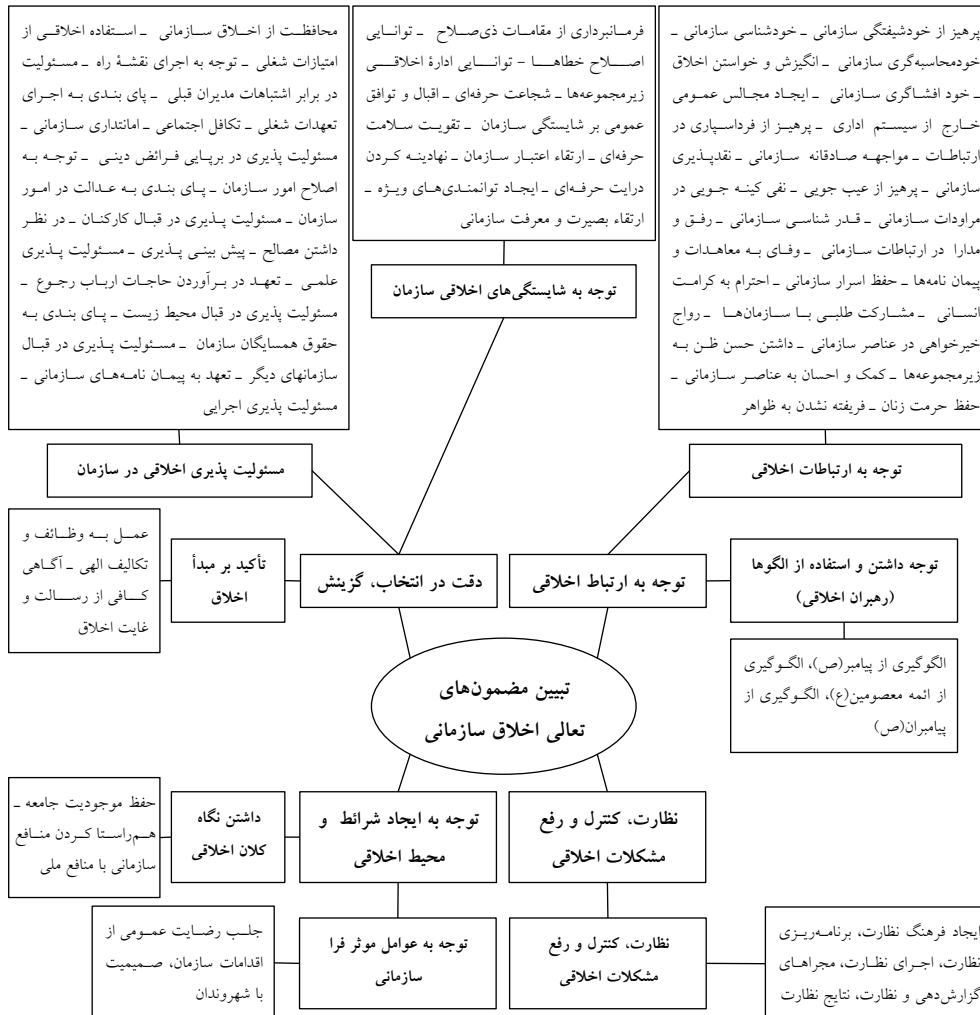 پرهیز از خودشیفتگی سازمانی ـ خودشناسی سازمانی ـ
خودمحاسبه‌گری سازمانی ـ انگیزش و خواستن اخلاق
ـ خود افشاگری سازمانی ـ ایجاد مجالس عمومی
خارج از سیستم اداری ـ پرهیز از فرداسپاری در
ارتباطات ـ مواجهه صادقانه سازمانی ـ نقدپذیری
سازمانی ـ پرهیز از عیب جویی ـ نفی کینه جویی در
مراودات سازمانی ـ قدر شناسی سازمانی ـ رفق و
مدارا در ارتباطات سازمانی ـ وفای به معاهدات و
پیمان نامه‌ها ـ حفظ اسرار سازمانی ـ احترام به کرامت
انسانی ـ مشارکت طلبی با سازمان‌ها ـ رواج
خیرخواهی در عناصر سازمانی ـ داشتن حسن ظن به
زیرمجموعه‌ها ـ کمک و احسان به عناصر سازمانی ـ
حفظ حرمت زنان ـ فریفته نشدن به ظواهر
فرمانبرداری از مقامات ذی‌صلاح ـ توانایی
اصلاح خطاها - توانایی ادارۀ اخلاقی
زیرمجموعه‌ها ـ شجاعت حرفه‌ای ـ اقبال و توافق
عمومی بر شایستگی سازمان ـ تقویت سلامت
حرفه‌ای ـ ارتقاء اعتبار سازمان ـ نهادینه کردن
درایت حرفه‌ای ـ ایجاد توانمندی‌های ویژه ـ
ارتقاء بصیرت و معرفت سازمانی
محافظت از اخلاق سازمانی ـ استفاده اخلاقی از
امتیازات شغلی ـ توجه به اجرای نقشۀ راه ـ مسئولیت
در برابر اشتباهات مدیران قبلی ـ پای بندی به اجرای
تعهدات شغلی ـ تکافل اجتماعی ـ امانتداری سازمانی ـ
مسئولیت پذیری در برپایی فرائض دینی ـ توجه به
اصلاح امور سازمان ـ پای بندی به عدالت در امور
سازمان ـ مسئولیت پذیری در قبال کارکنان ـ در نظر
داشتن مصالح ـ پیش بینی پذیری ـ مسئولیت پذیری
علمی ـ تعهد در برآوردن حاجات ارباب رجوع ـ
مسئولیت پذیری در قبال محیط زیست ـ پای بندی به
حقوق همسایگان سازمان ـ مسئولیت پذیری در قبال
سازمانهای دیگر ـ تعهد به پیمان نامه‌های سازمانی ـ
مسئولیت پذیری اجرایی
توجه به شایستگی‌های اخلاقی سازمان
توجه به ارتباطات اخلاقی
مسئولیت پذیری اخلاقی در سازمان
توجه داشتن و استفاده از الگوها
(رهبران اخلاقی)
توجه به ارتباط اخلاقی
دقت در انتخاب، گزینش
تأکید بر مبدأ
اخلاق
عمل به وظائف و
تکالیف الهی ـ آگاهی
کافی از رسالت و
غایت اخلاق
الگوگیری از پیامبر(ص)، الگوگیری
از ائمه معصومین(ع)، الگوگیری از
پیامبران(ص)
تبیین مضمون‌های
تعالی اخلاق سازمانی
نظارت، کنترل و رفع
مشکلات اخلاقی
توجه به ایجاد شرائط و
محیط اخلاقی
داشتن نگاه
کلان اخلاقی
حفظ موجودیت جامعه ـ
هم‌راستا کردن منافع
سازمانی با منافع ملی
ایجاد فرهنگ نظارت، برنامه‌ریزی
نظارت، اجرای نظارت، مجراهای
گزارش‌دهی و نظارت، نتایج نظارت
نظارت، کنترل و رفع
مشکلات اخلاقی
توجه به عوامل موثر فرا
سازمانی
جلب رضایت عمومی از
اقدامات سازمان، صمیمیت
با شهروندان